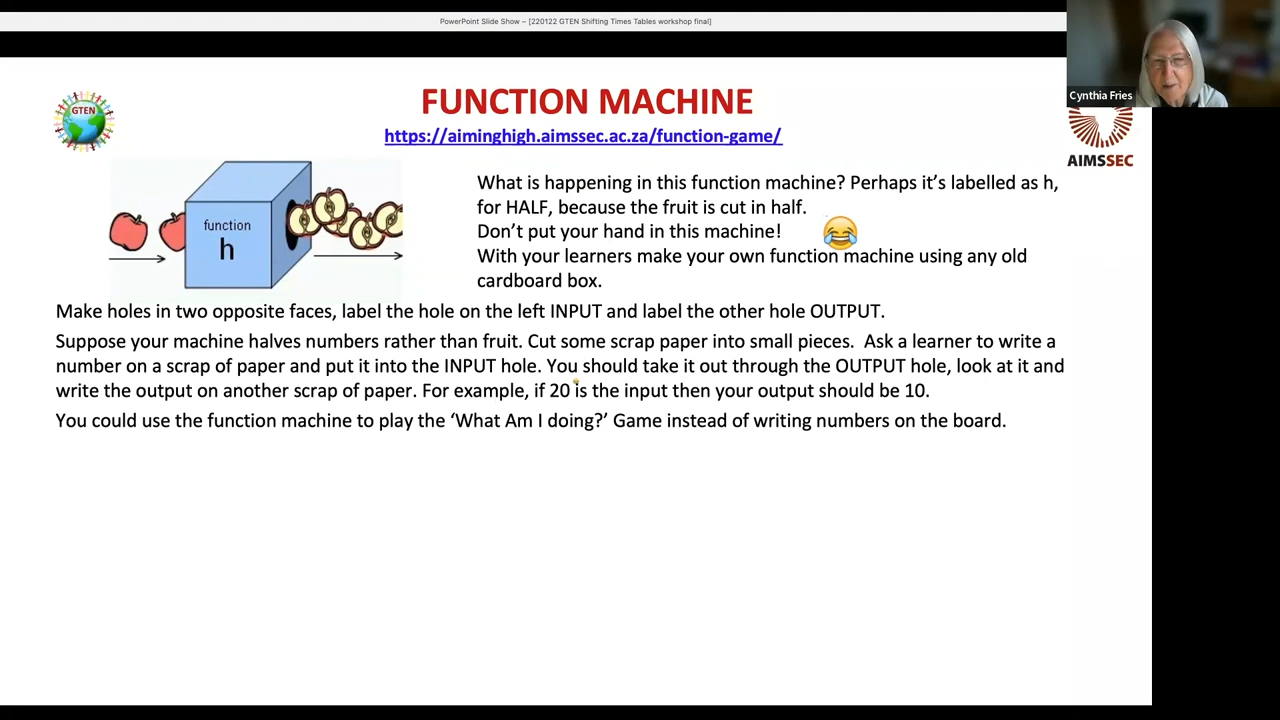 PowerPoint Slide Show – [220122 GTEN Shifting Times Tables workshop final]
Cynthia Fries
GTEN
FUNCTION MACHINE
https://aiminghigh.aimssec.ac.za/function-game/
AIMSSEC
function
h
What is happening in this function machine? Perhaps it's labelled as h,
for HALF, because the fruit is cut in half.
Don't put your hand in this machine!
With your learners make your own function machine using any old
cardboard box.
Make holes in two opposite faces, label the hole on the left INPUT and label the other hole OUTPUT.
Suppose your machine halves numbers rather than fruit. Cut some scrap paper into small pieces.  Ask a learner to write a
number on a scrap of paper and put it into the INPUT hole. You should take it out through the OUTPUT hole, look at it and
write the output on another scrap of paper. For example, if 20 is the input then your output should be 10.
You could use the function machine to play the ‘What Am I doing?’ Game instead of writing numbers on the board.